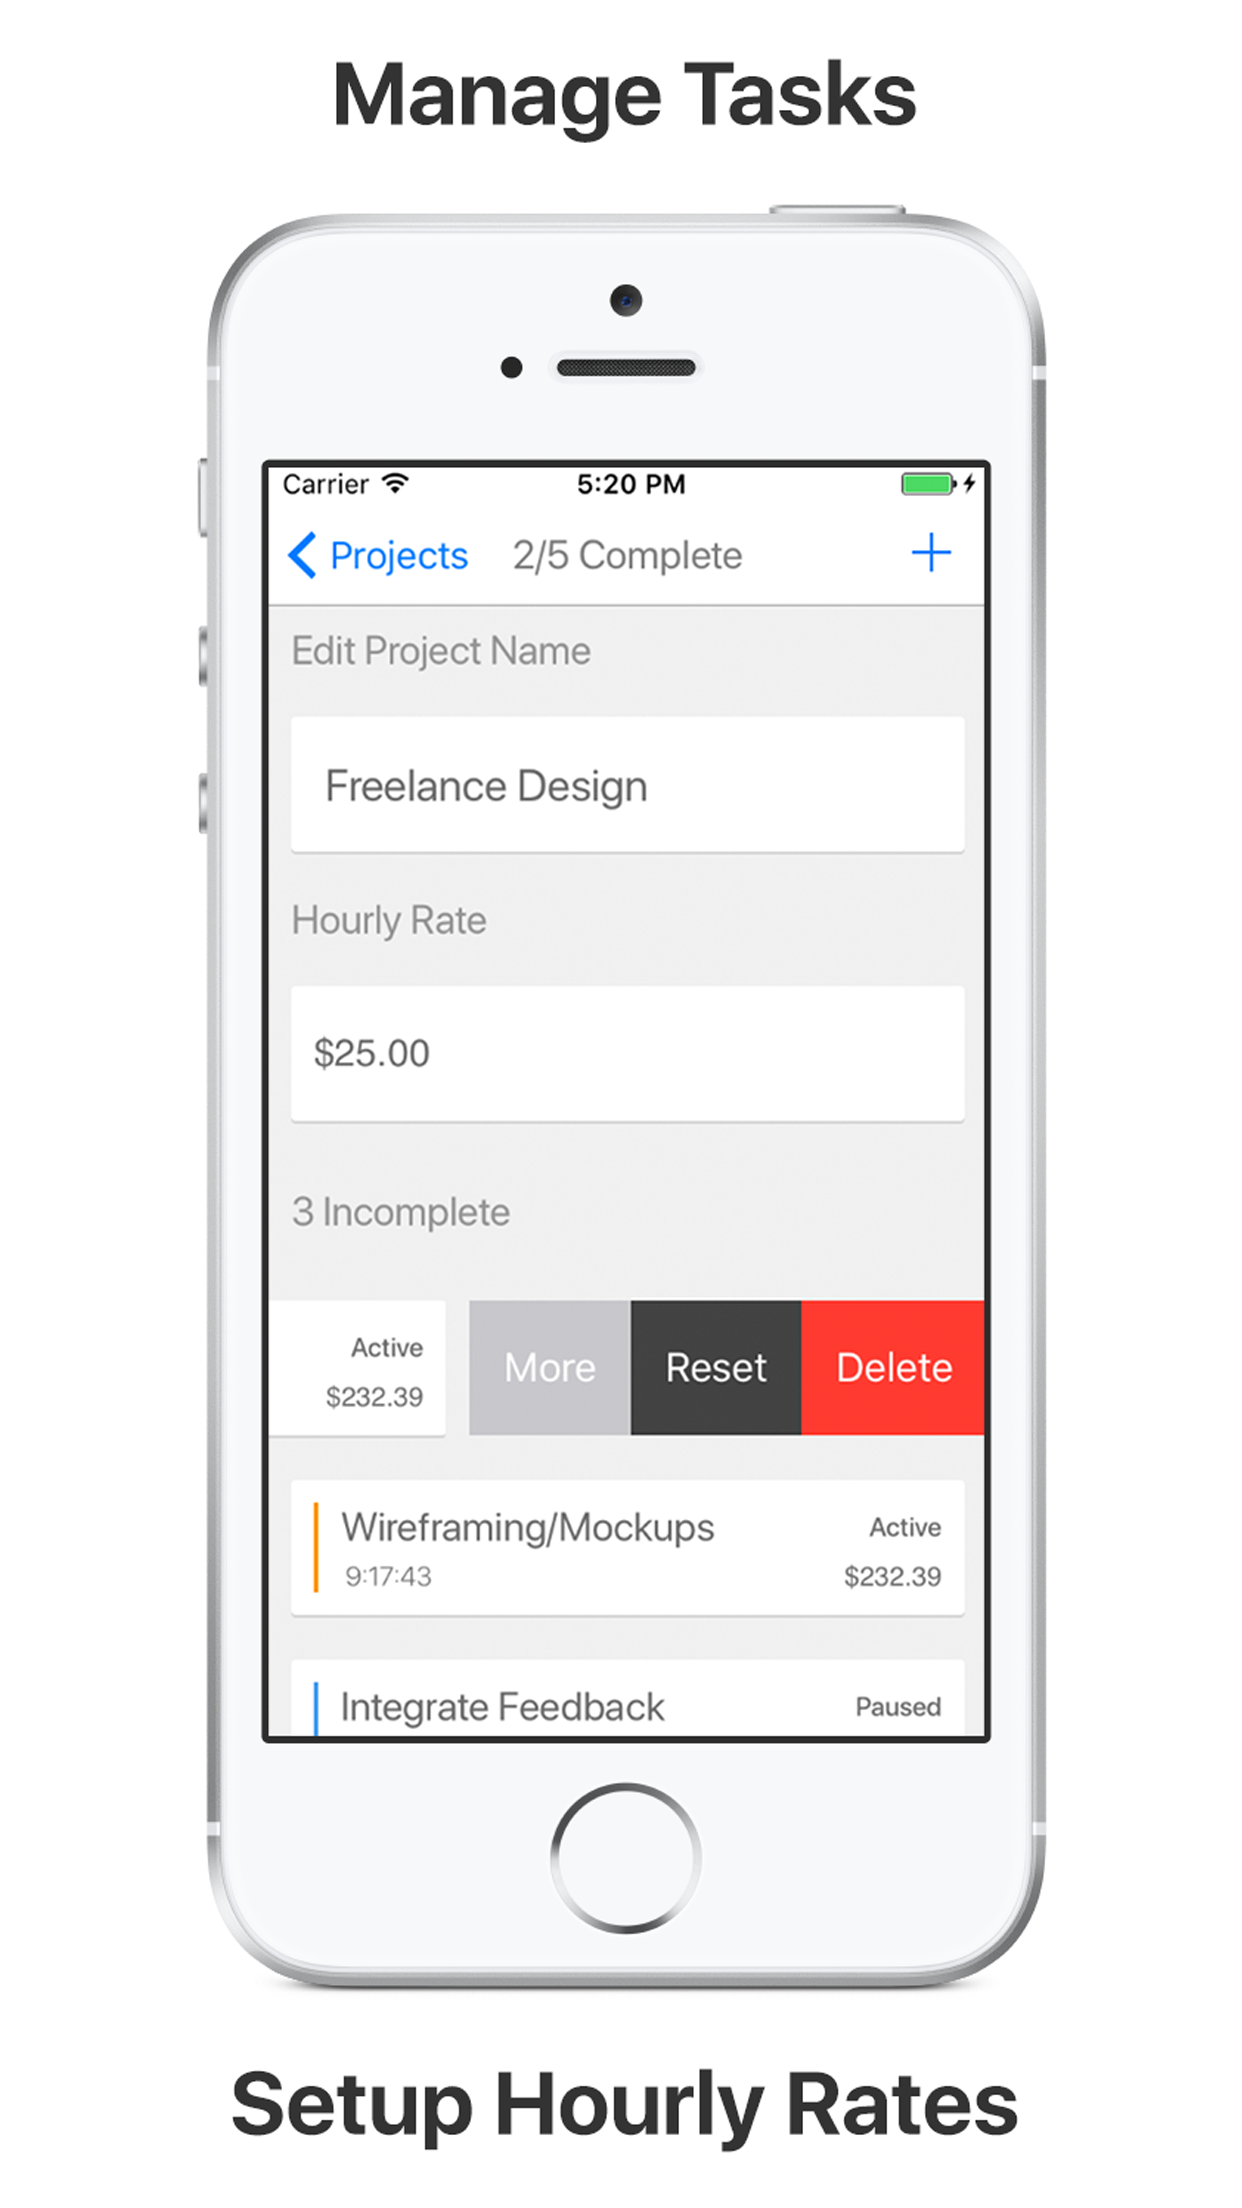 Manage Tasks
Carrier 5:20 PM
Projects 2/5 Complete +
Edit Project Name
Freelance Design
Hourly Rate
$25.00
3 Incomplete
Active
$232.39
More Reset Delete
Wireframing/Mockups Active
9:17:43 $232.39
Integrate Feedback Paused
Setup Hourly Rates